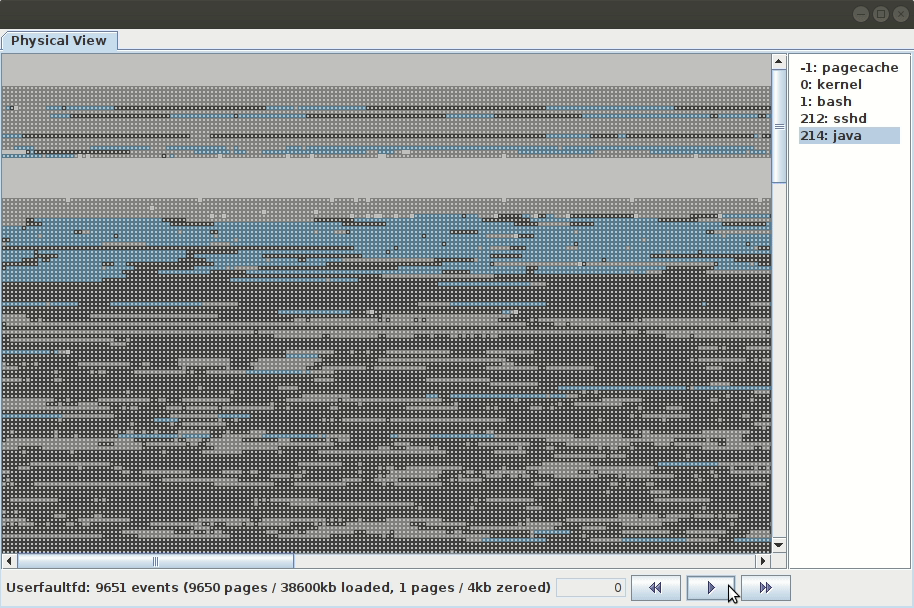 Physical View
-1: pagecache
0: kernel
1: bash
212: sshd
214: java
Userfaultfd: 9651 events (9650 pages / 38600kb loaded, 1 pages / 4kb zeroed)
0